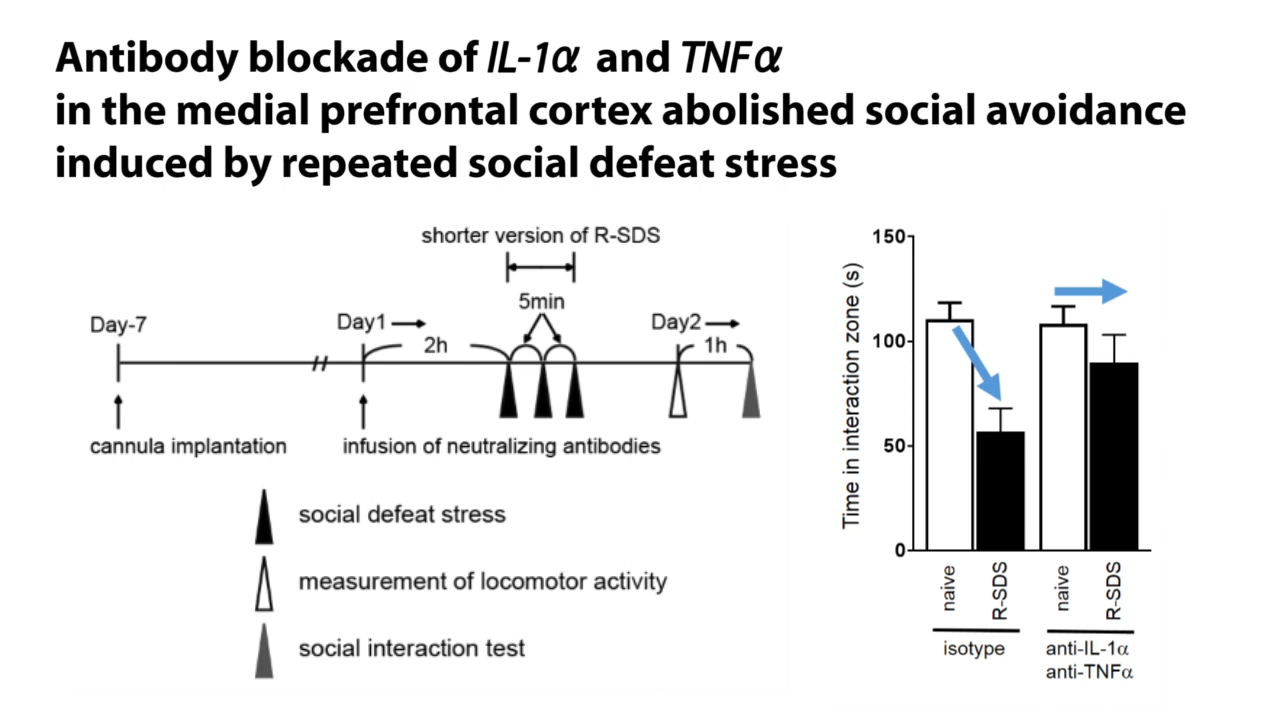 Antibody blockade of IL-1α and TNFα
in the medial prefrontal cortex abolished social avoidance
induced by repeated social defeat stress
shorter version of R-SDS
5min
Day-7
Day1
2h
Day2
1h
cannula implantation
infusion of neutralizing antibodies
social defeat stress
measurement of locomotor activity
social interaction test
Time in interaction zone (s)
150
100
50
0
naive
R-SDS
naive
R-SDS
isotype
anti-IL-1α
anti-TNFα